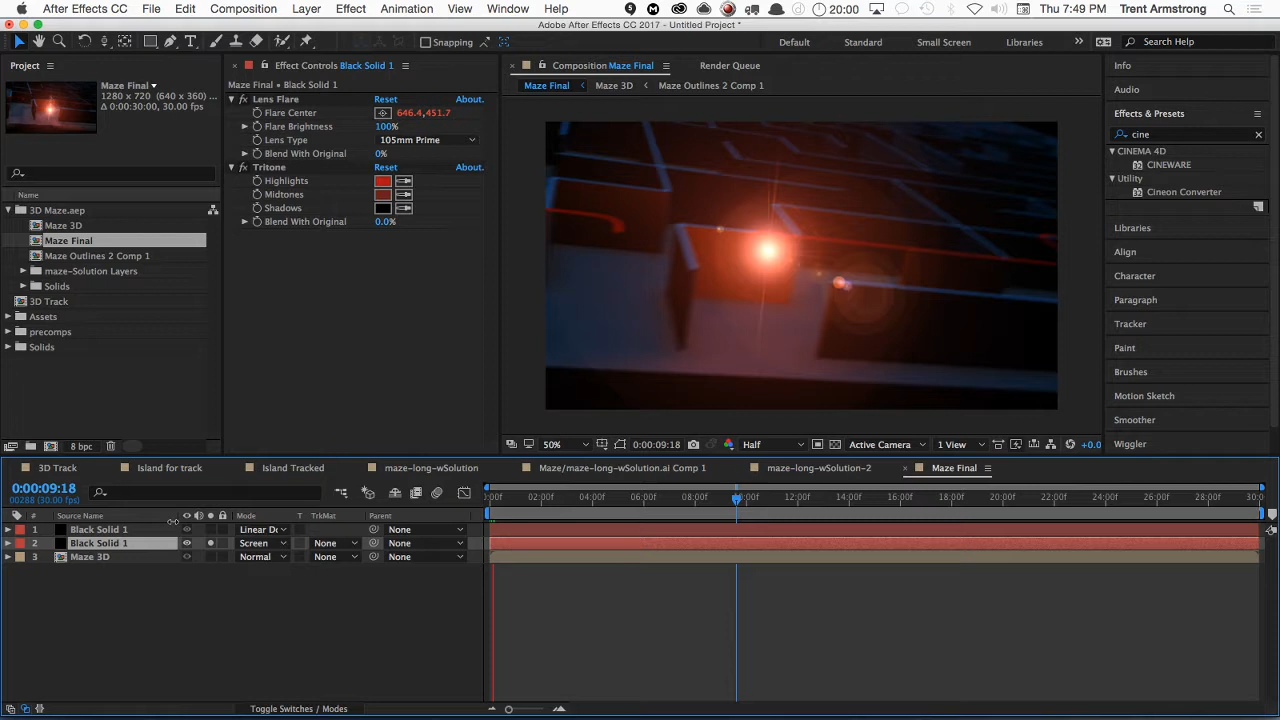 After Effects CC File Edit Composition Layer Effect Animation View Window Help 5 20:00 Thu 7:49 PM Trent Armstrong
Adobe After Effects CC 2017 - Untitled Project *
Snapping Default Standard Small Screen Libraries Search Help
Project
Maze Final
1280 x 720 (640 x 360) ...
Δ 0:00:30:00, 30.00 fps...
Name
3D Maze.aep
Maze 3D
Maze Final
Maze Outlines 2 Comp 1
maze-Solution Layers
Solids
3D Track
Assets
precomps
Solids
8 bpc
Effect Controls Black Solid 1
Maze Final • Black Solid 1
fx Lens Flare Reset About.
Flare Center 646.4,451.7
Flare Brightness 100%
Lens Type 105mm Prime
Blend With Original 0%
fx Tritone Reset About.
Highlights
Midtones
Shadows
Blend With Original 0.0%
Composition Maze Final Render Queue
Maze Final Maze 3D Maze Outlines 2 Comp 1
50% 0:00:09:18 Half Active Camera 1 View +0.0
Info
Audio
Effects & Presets
cine
CINEMA 4D
CINEWARE
Utility
Cineon Converter
Libraries
Align
Character
Paragraph
Tracker
Paint
Brushes
Motion Sketch
Smoother
Wiggler
3D Track Island for track Island Tracked maze-long-wSolution Maze/maze-long-wSolution.ai Comp 1 maze-long-wSolution-2 Maze Final
0:00:09:18
00288 (30.00 fps)
:00f 02:00f 04:00f 06:00f 08:00f 10:00f 12:00f 14:00f 16:00f 18:00f 20:00f 22:00f 24:00f 26:00f 28:00f 30:0
# Source Name Mode T TrkMat Parent
1 Black Solid 1 Linear Do None
2 Black Solid 1 Screen None None
3 Maze 3D Normal None None
Toggle Switches / Modes